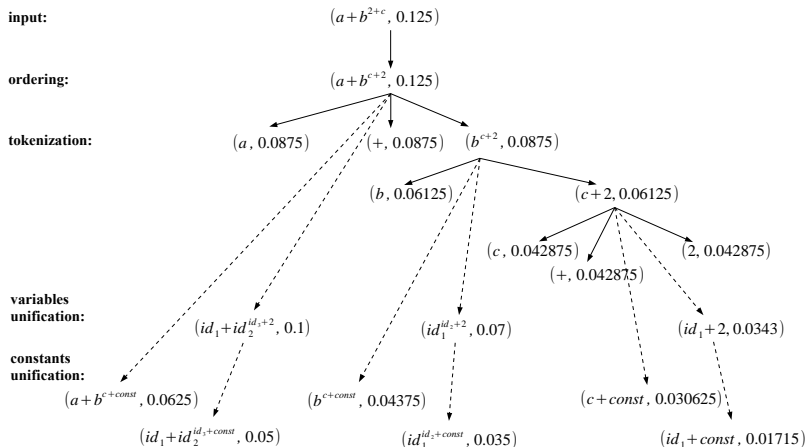 input: (a+b^{2+c}, 0.125)
ordering: (a+b^{c+2}, 0.125)
tokenization: (a, 0.0875) (+, 0.0875) (b^{c+2}, 0.0875)
(b, 0.06125) (c+2, 0.06125)
(c, 0.042875) (2, 0.042875)
(+, 0.042875)
variables
unification: (id_1+id_2^{id_3+2}, 0.1) (id_1^{id_2+2}, 0.07) (id_1+2, 0.0343)
constants
unification:
(a+b^{c+const}, 0.0625) (b^{c+const}, 0.04375) (c+const, 0.030625)
(id_1+id_2^{id_3+const}, 0.05) (id_1^{id_2+const}, 0.035) (id_1+const, 0.01715)